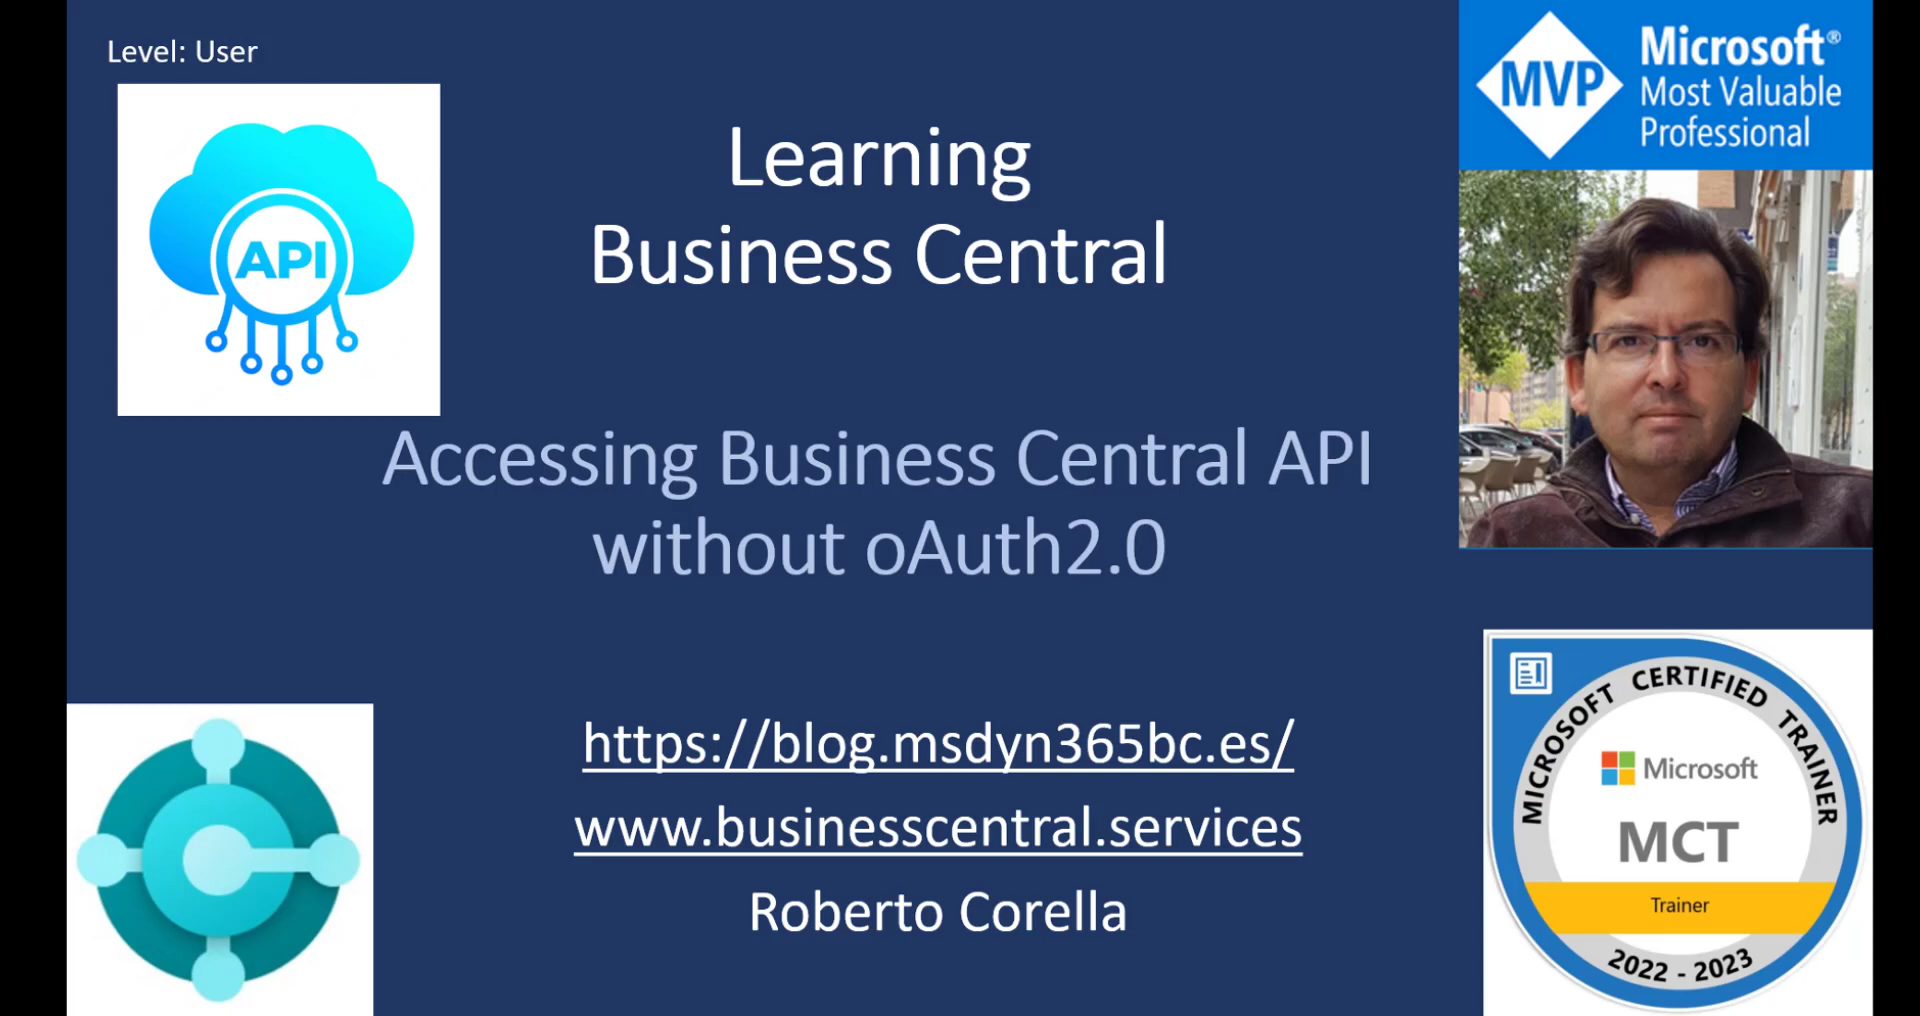 Level: User
API
Learning
Business Central
Accessing Business Central API
without oAuth2.0
https://blog.msdyn365bc.es/
www.businesscentral.services
Roberto Corella
MVP
Microsoft®
Most Valuable
Professional
MICROSOFT CERTIFIED TRAINER
Microsoft
MCT
Trainer
2022 - 2023